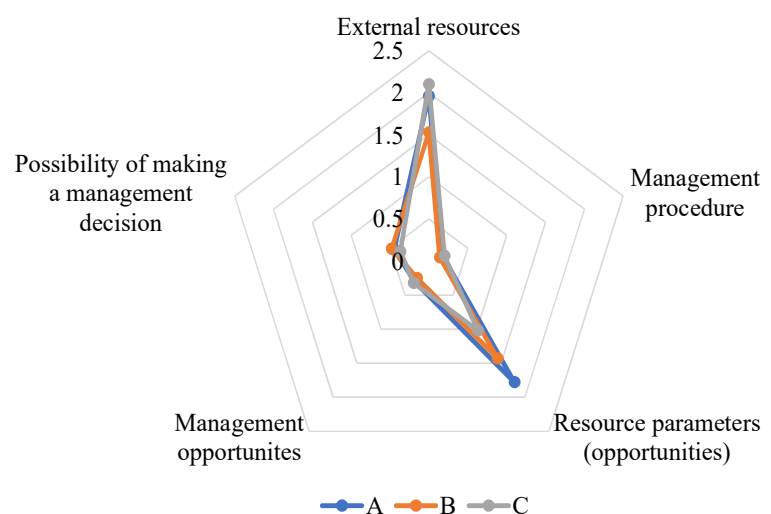 External resources
2.5
2
1.5
1
0.5
0
Possibility of making
a management
decision
Management
procedure
Management
opportunites
Resource parameters
(opportunities)
A B C